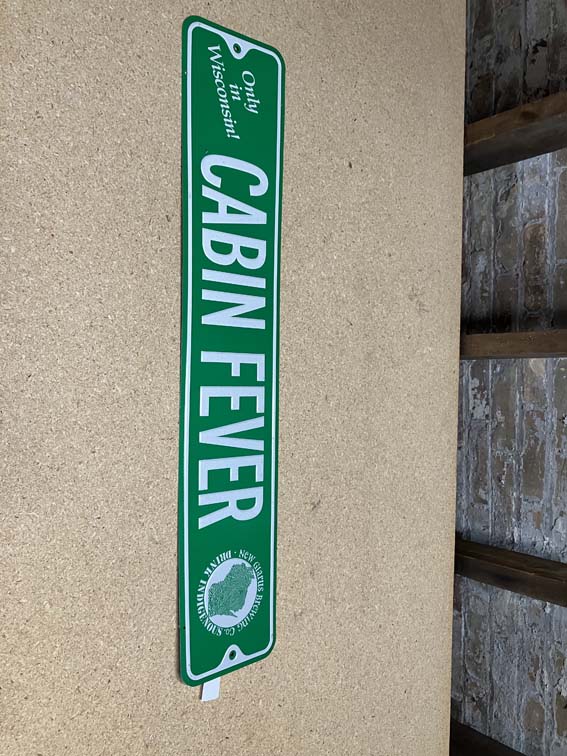 Only
in
Wisconsin!
CABIN FEVER
New Glarus Brewing Co.
DRINK INDIGENOUS